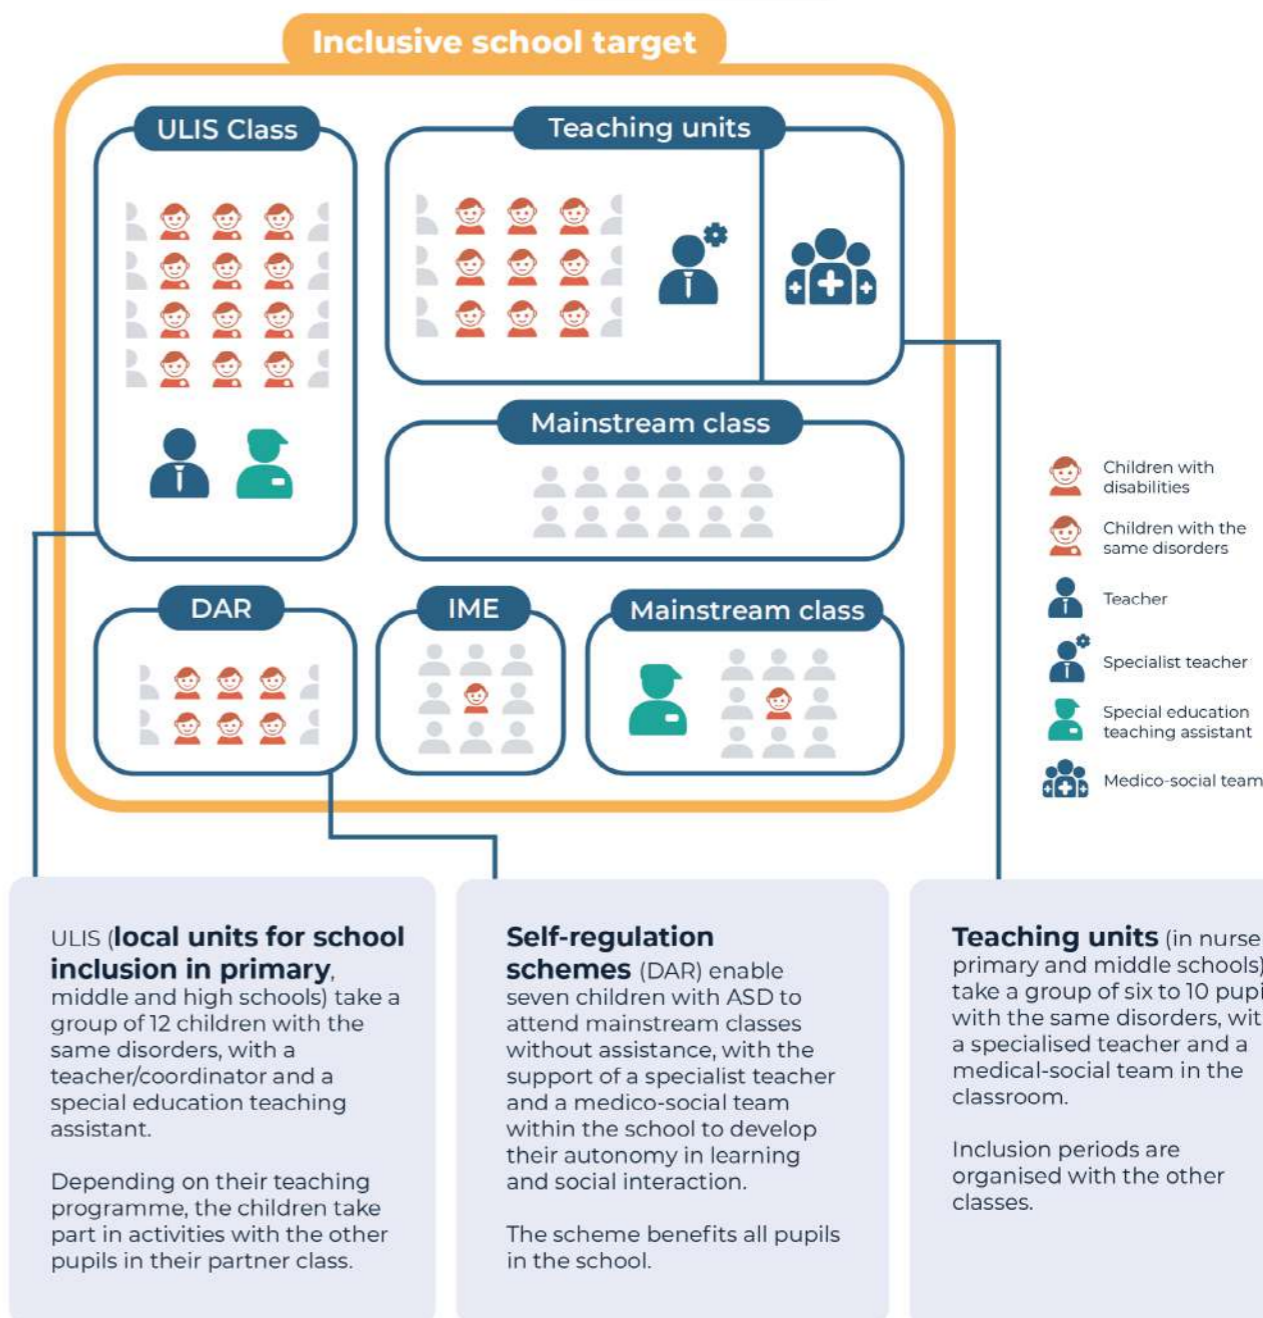 Inclusive school target
ULIS Class
Teaching units
Mainstream class
DAR
IME
Mainstream class
Children with
disabilities
Children with the
same disorders
Teacher
Specialist teacher
Special education
teaching assistant
Medico-social team
ULIS (local units for school
inclusion in primary,
middle and high schools) take a
group of 12 children with the
same disorders, with a
teacher/coordinator and a
special education teaching
assistant.
Depending on their teaching
programme, the children take
part in activities with the other
pupils in their partner class.
Self-regulation
schemes (DAR) enable
seven children with ASD to
attend mainstream classes
without assistance, with the
support of a specialist teacher
and a medico-social team
within the school to develop
their autonomy in learning
and social interaction.
The scheme benefits all pupils
in the school.
Teaching units (in nurse
primary and middle schools)
take a group of six to 10 pupi
with the same disorders, wit
a specialised teacher and a
medical-social team in the
classroom.
Inclusion periods are
organised with the other
classes.